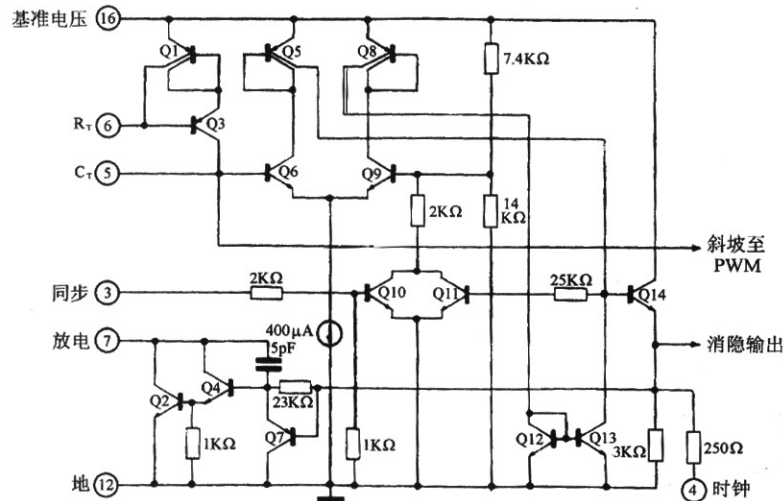 基准电压 16
Q1
Q5
Q8
7.4KΩ
R_T 6
Q3
C_T 5
Q6
Q9
2KΩ
14
KΩ
斜坡至
PWM
同步 3
2KΩ
Q10
Q11
25KΩ
Q14
放电 7
400μA
5pF
消隐输出
Q2
Q4
23KΩ
Q7
1KΩ
1KΩ
Q12
Q13
3KΩ
250Ω
地 12
4 时钟